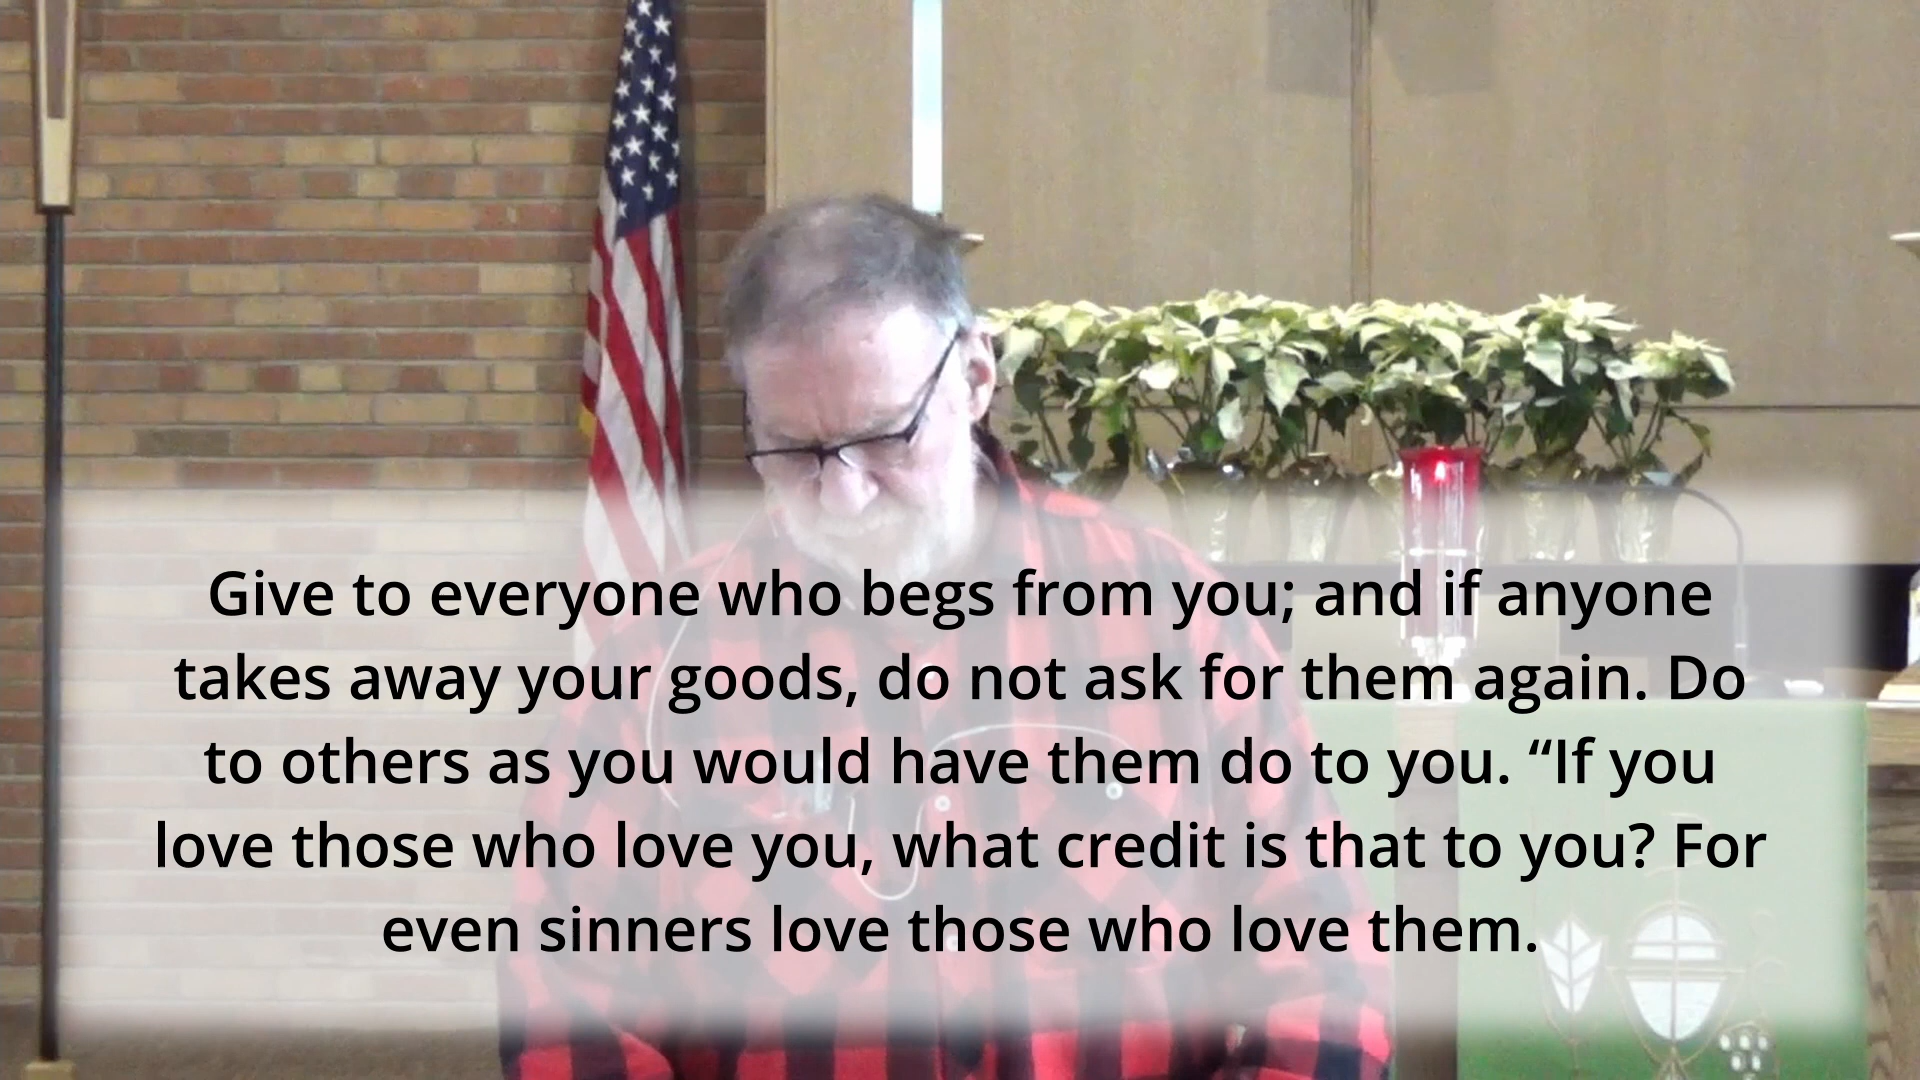 Give to everyone who begs from you; and if anyone
takes away your goods, do not ask for them again. Do
to others as you would have them do to you. “If you
love those who love you, what credit is that to you? For
even sinners love those who love them.